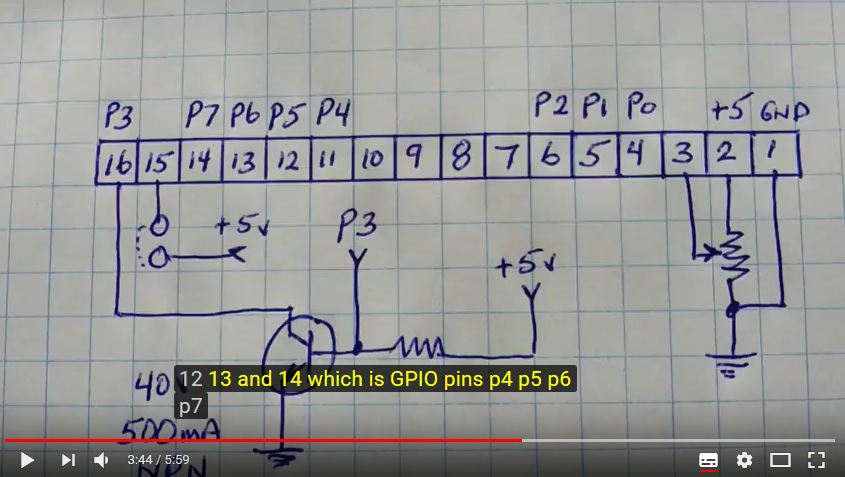 P3 P7 P6 P5 P4 P2 P1 P0 +5 GND
16 15 14 13 12 11 10 9 8 7 6 5 4 3 2 1
+5v P3
+5v
12 13 and 14 which is GPIO pins p4 p5 p6
p7
500mA
NPN
3:44 / 5:59